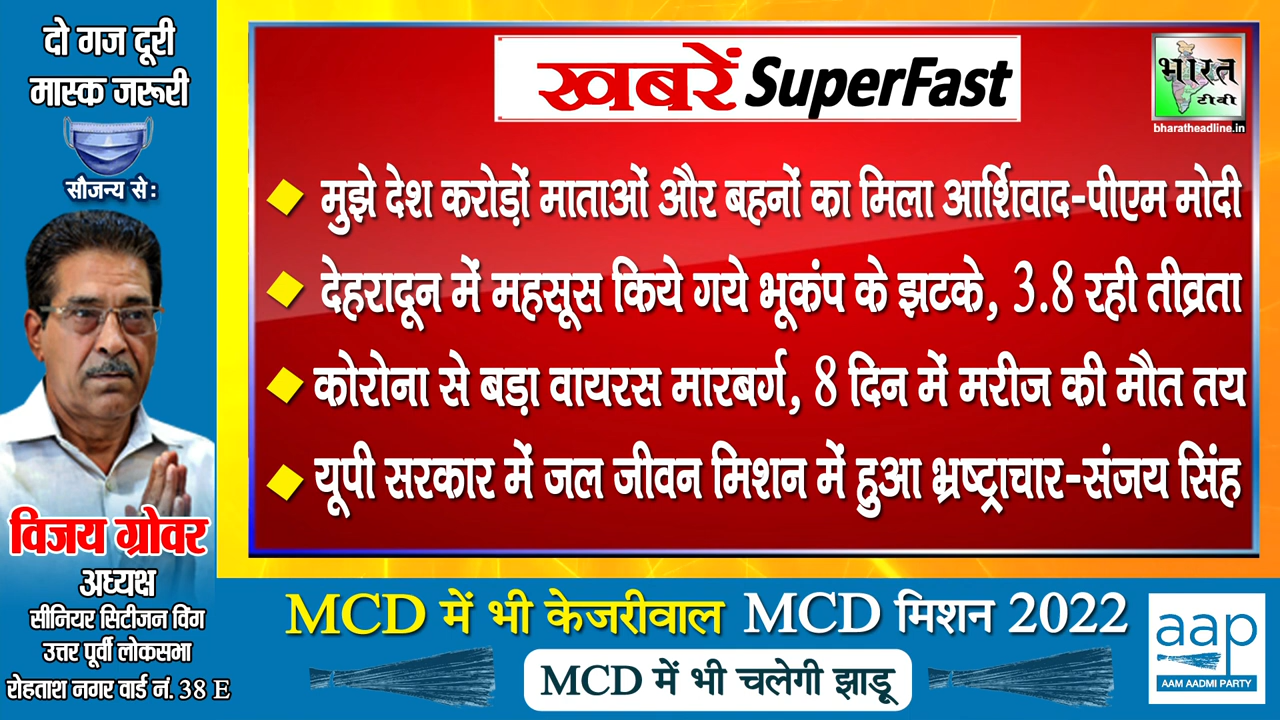 दो गज दूरी
मास्क जरूरी
सौजन्य से:
विजय ग्रोवर
अध्यक्ष
सीनियर सिटीजन विंग
उत्तर पूर्वी लोकसभा
रोहताश नगर वार्ड नं. 38 E
खबरें SuperFast
भारत
टीवी
bharatheadline.in
मुझे देश करोड़ों माताओं और बहनों का मिला आर्शिवाद-पीएम मोदी
देहरादून में महसूस किये गये भूकंप के झटके, 3.8 रही तीव्रता
कोरोना से बड़ा वायरस मारबर्ग, 8 दिन में मरीज की मौत तय
यूपी सरकार में जल जीवन मिशन में हुआ भ्रष्ट्राचार-संजय सिंह
MCD में भी केजरीवाल MCD मिशन 2022
MCD में भी चलेगी झाड़ू
aap
AAM AADMI PARTY